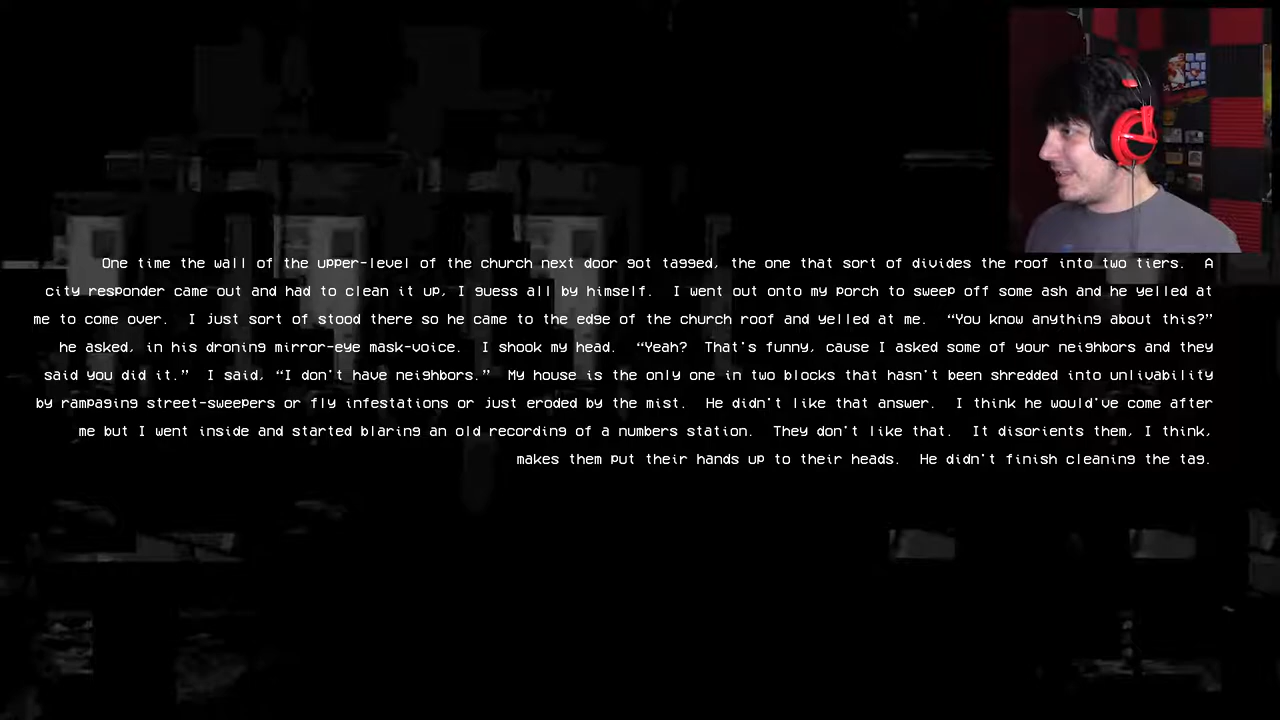 One time the wall of the upper-level of the church next door got tagged, the one that sort of divides the roof into two tiers.  A
city responder came out and had to clean it up, I guess all by himself.  I went out onto my porch to sweep off some ash and he yelled at
me to come over.  I just sort of stood there so he came to the edge of the church roof and yelled at me.  “You know anything about this?”
he asked, in his droning mirror-eye mask-voice.  I shook my head.  “Yeah?  That's funny, cause I asked some of your neighbors and they
said you did it.”  I said, “I don't have neighbors.”  My house is the only one in two blocks that hasn't been shredded into unlivability
by rampaging street-sweepers or fly infestations or just eroded by the mist.  He didn't like that answer.  I think he would've come after
me but I went inside and started blaring an old recording of a numbers station.  They don't like that.  It disorients them, I think,
makes them put their hands up to their heads.  He didn't finish cleaning the tag.